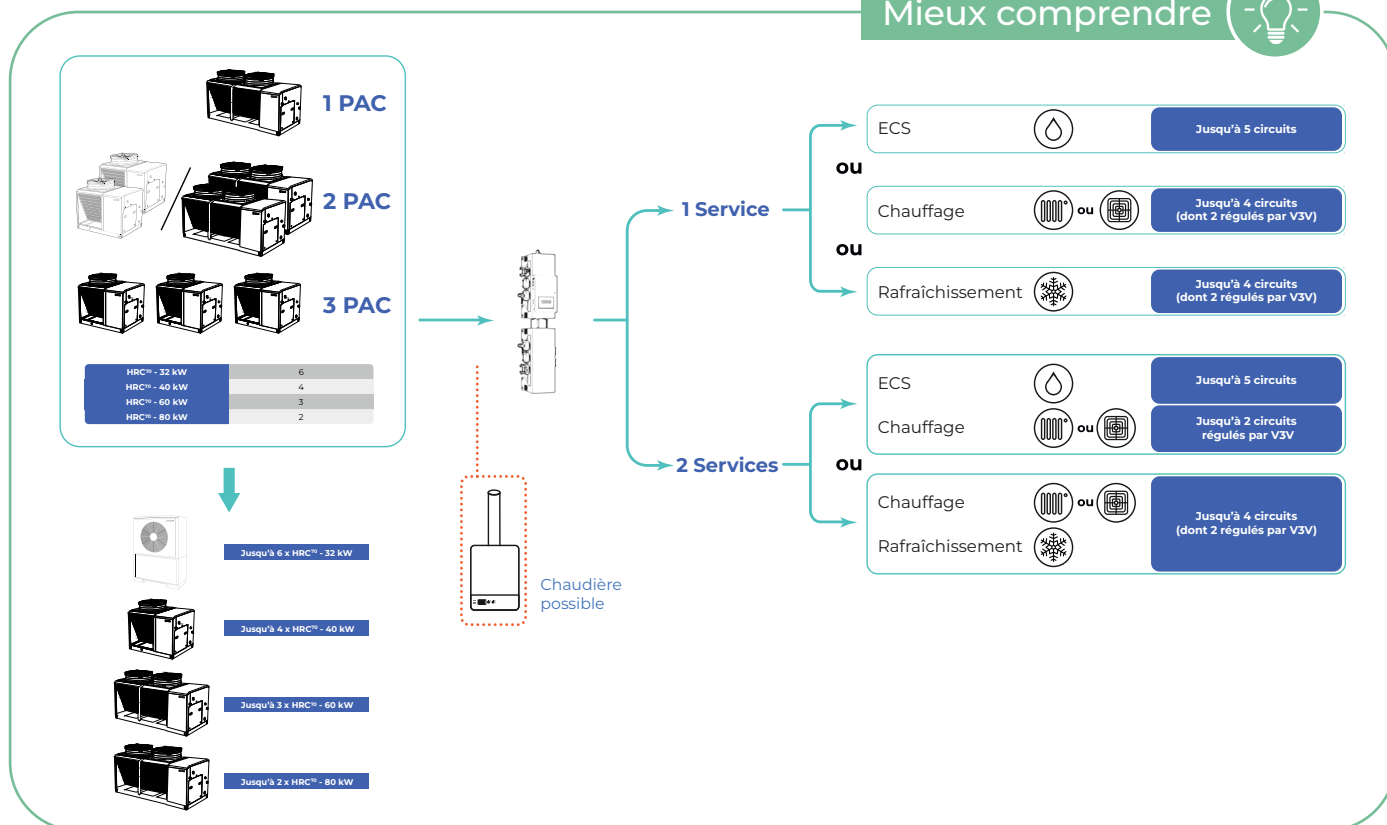 Mieux comprendre
1 PAC
2 PAC
3 PAC
HRC⁷⁰ - 32 kW 6
HRC⁷⁰ - 40 kW 4
HRC⁷⁰ - 60 kW 3
HRC⁷⁰ - 80 kW 2
Jusqu'à 6 x HRC⁷⁰ - 32 kW
Jusqu'à 4 x HRC⁷⁰ - 40 kW
Jusqu'à 3 x HRC⁷⁰ - 60 kW
Jusqu'à 2 x HRC⁷⁰ - 80 kW
Chaudière
possible
1 Service
ECS
Jusqu'à 5 circuits
ou
Chauffage
ou
Jusqu'à 4 circuits
(dont 2 régulés par V3V)
ou
Rafraîchissement
Jusqu'à 4 circuits
(dont 2 régulés par V3V)
2 Services
ECS
Jusqu'à 5 circuits
Chauffage
ou
Jusqu'à 2 circuits
régulés par V3V
ou
Chauffage
ou
Rafraîchissement
Jusqu'à 4 circuits
(dont 2 régulés par V3V)